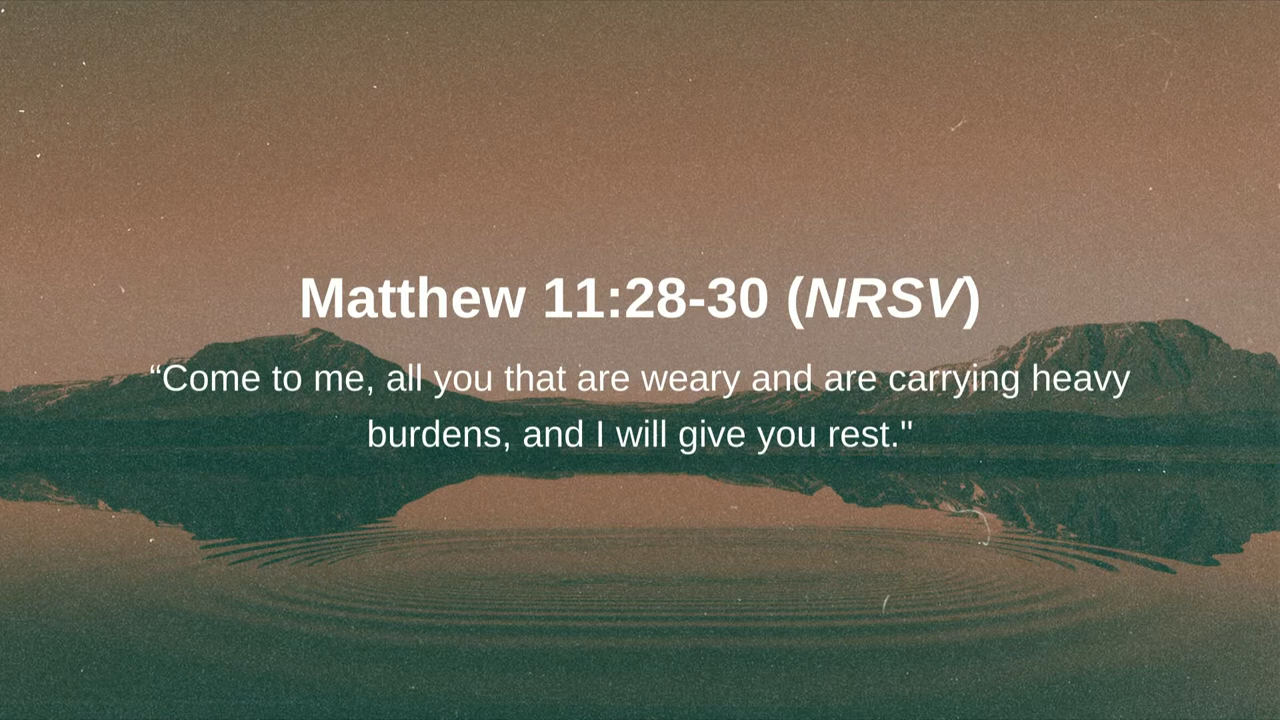 Matthew 11:28-30 (NRSV)
“Come to me, all you that are weary and are carrying heavy
burdens, and I will give you rest."